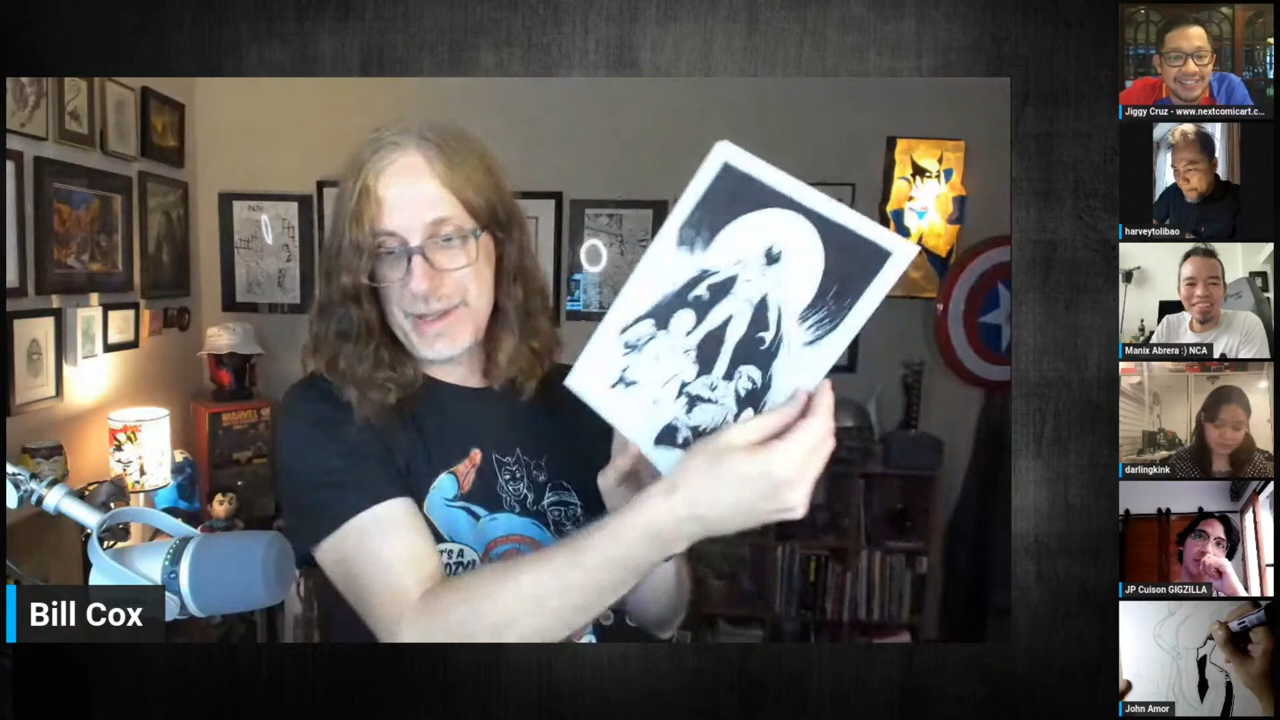 MARVEL
IT'S A
Bill Cox
Jiggy Cruz - www.nextcomicart.c...
harveytolibao
Manix Abrera :) NCA
darlingkink
JP Cuison GIGZILLA
John Amor